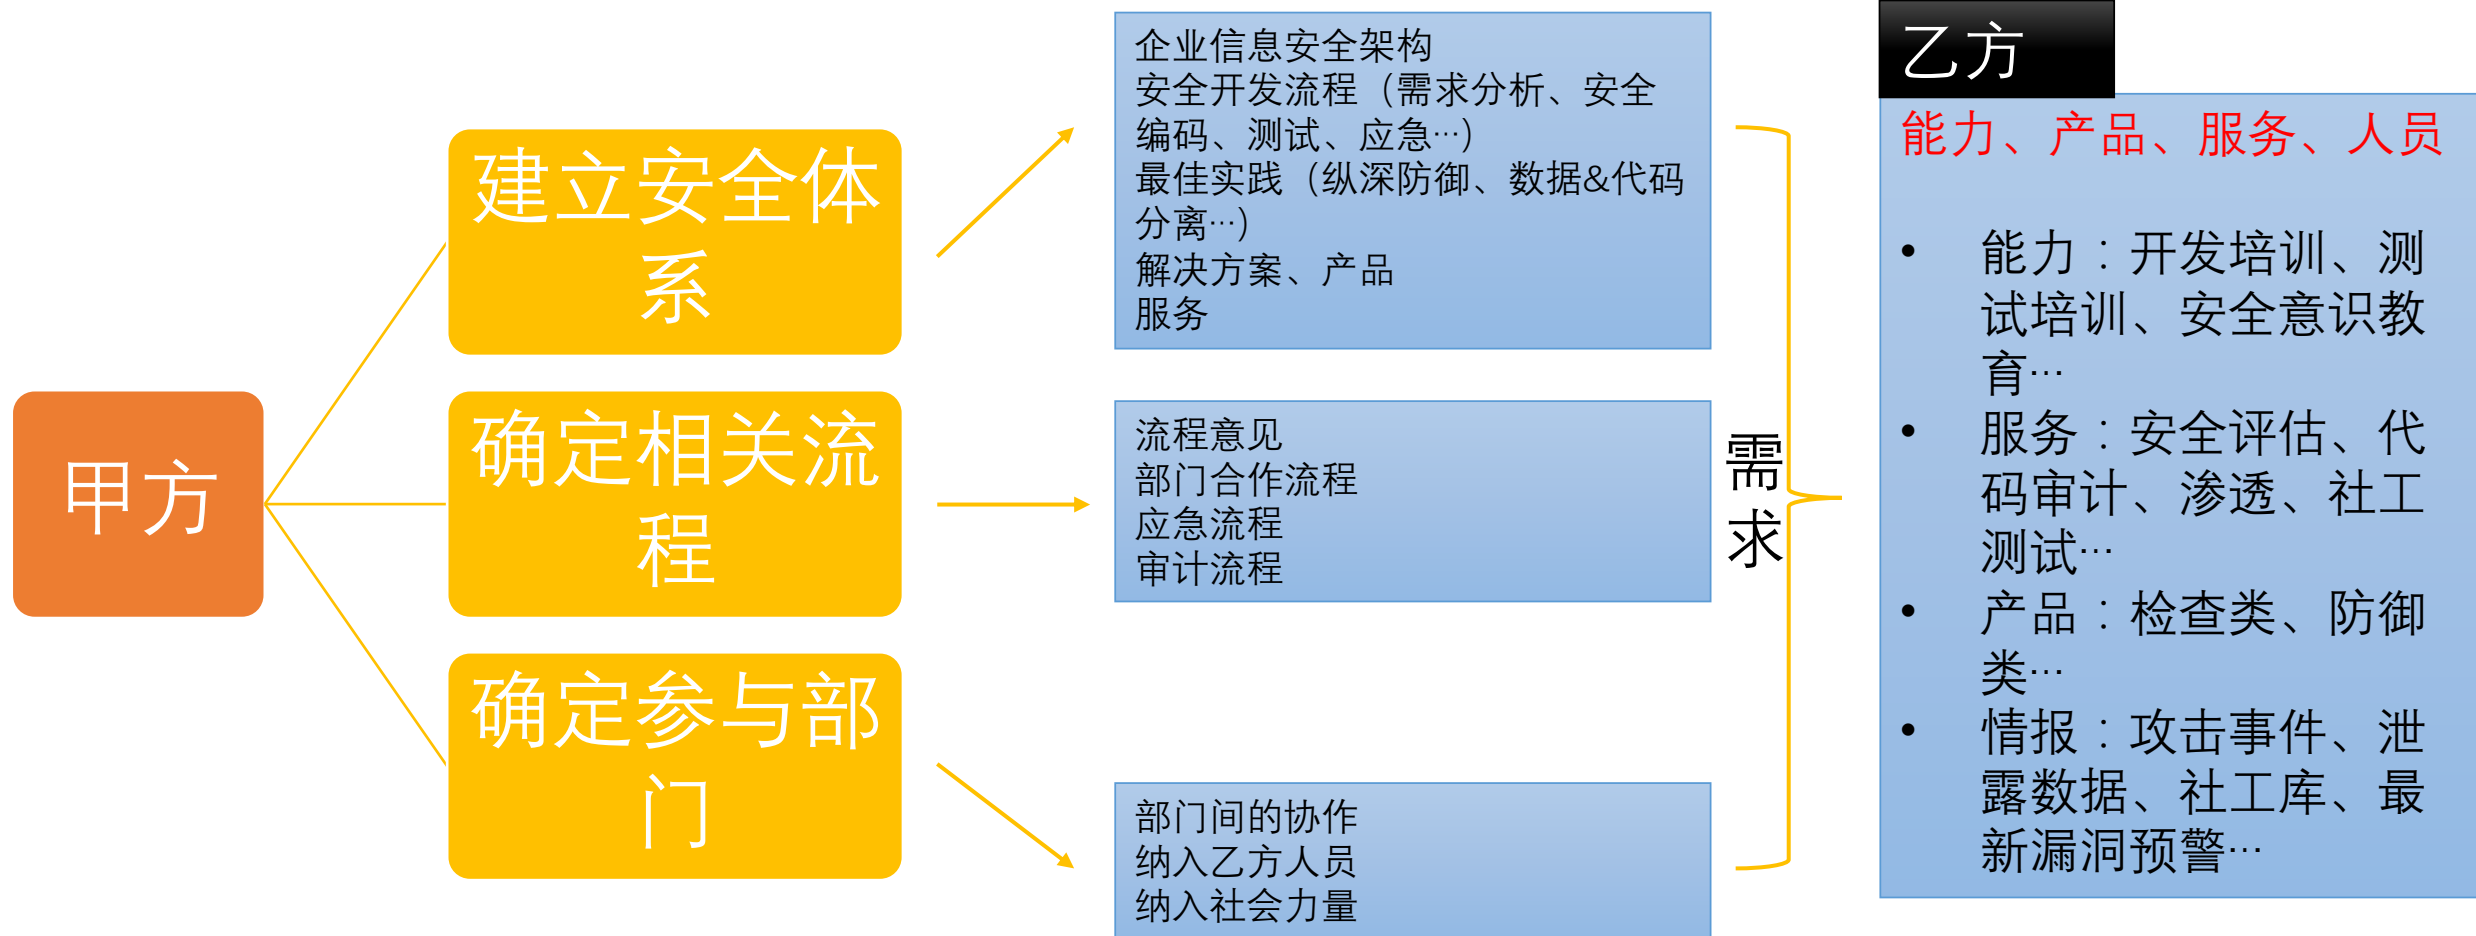 甲方
建立安全体
系
确定相关流
程
确定参与部
门
企业信息安全架构
安全开发流程（需求分析、安全
编码、测试、应急…）
最佳实践（纵深防御、数据&代码
分离…）
解决方案、产品
服务
流程意见
部门合作流程
应急流程
审计流程
部门间的协作
纳入乙方人员
纳入社会力量
需
求
乙方
能力、产品、服务、人员
• 能力：开发培训、测
试培训、安全意识教
育…
• 服务：安全评估、代
码审计、渗透、社工
测试…
• 产品：检查类、防御
类…
• 情报：攻击事件、泄
露数据、社工库、最
新漏洞预警…